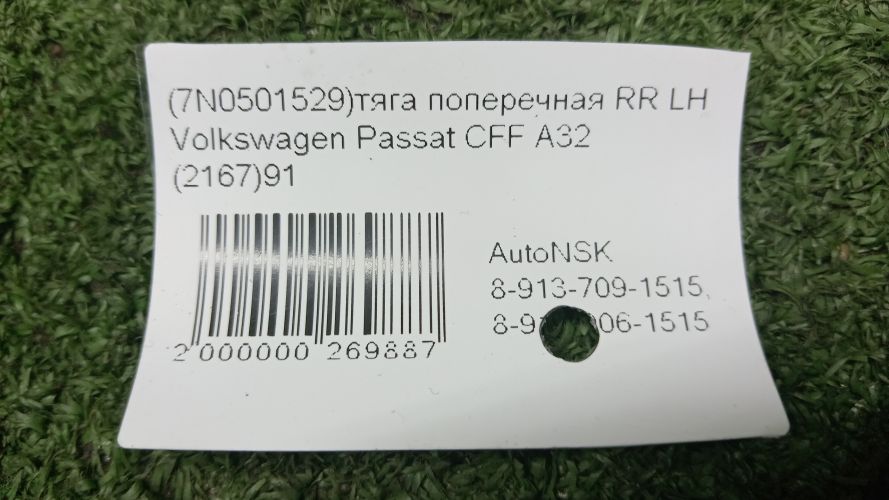 (7N0501529)тяга поперечная RR LH
Volkswagen Passat CFF A32
(2167)91
AutoNSK
8-913-709-1515,
2 000000 269887